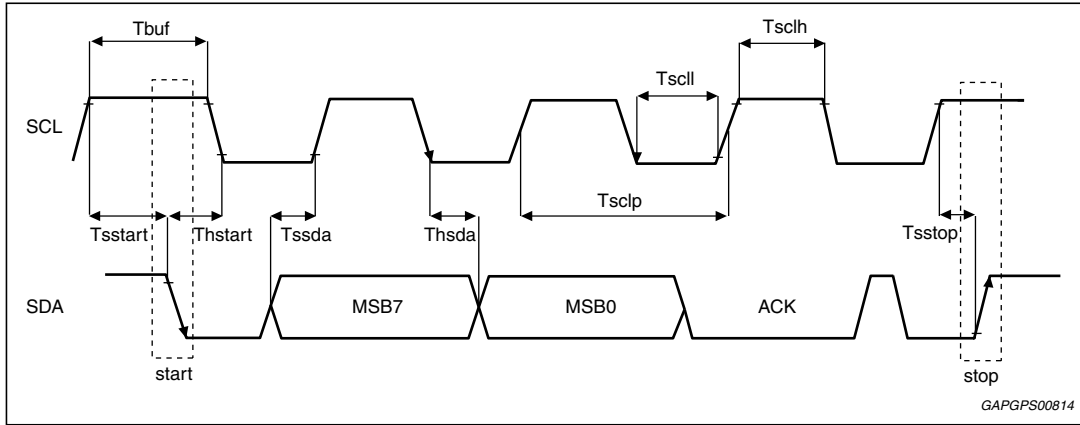 Tbuf
Tsclh
Tscll
SCL
Tsclp
Tsstart
Thstart
Tssda
Thsda
Tsstop
SDA
MSB7
MSB0
ACK
start
stop
GAPGPS00814